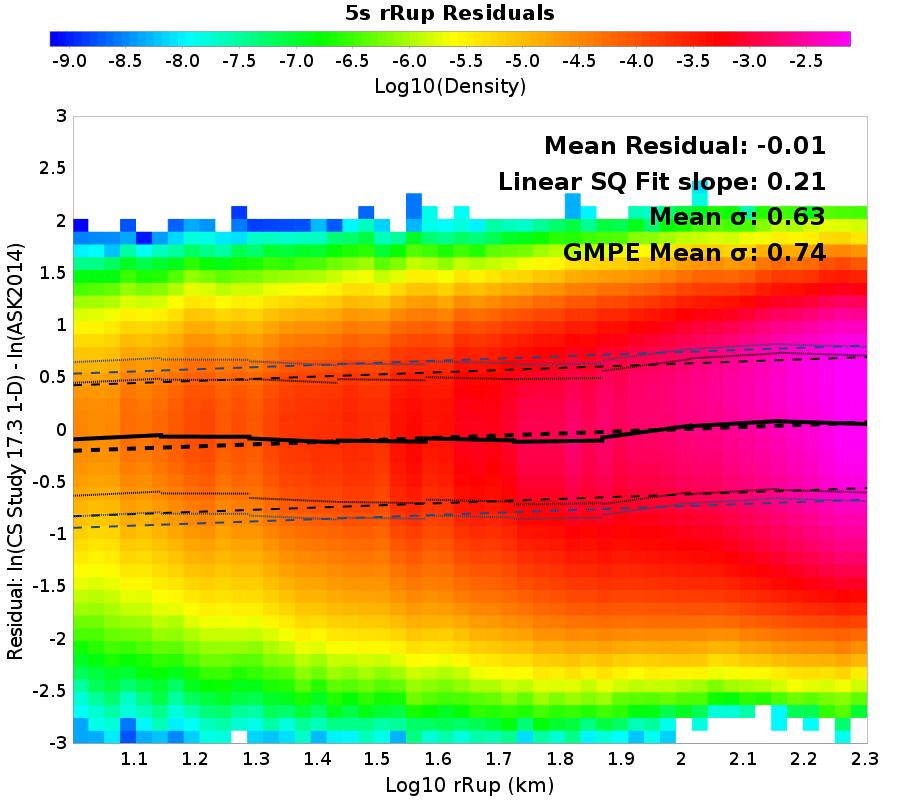 5s rRup Residuals
-9.0 -8.5 -8.0 -7.5 -7.0 -6.5 -6.0 -5.5 -5.0 -4.5 -4.0 -3.5 -3.0 -2.5
Log10(Density)
Mean Residual: -0.01
Linear SQ Fit slope: 0.21
Mean σ: 0.63
GMPE Mean σ: 0.74
Residual: ln(CS Study 17.3 1-D) - ln(ASK2014)
3
2.5
2
1.5
1
0.5
0
-0.5
-1
-1.5
-2
-2.5
-3
1.1 1.2 1.3 1.4 1.5 1.6 1.7 1.8 1.9 2 2.1 2.2 2.3
Log10 rRup (km)